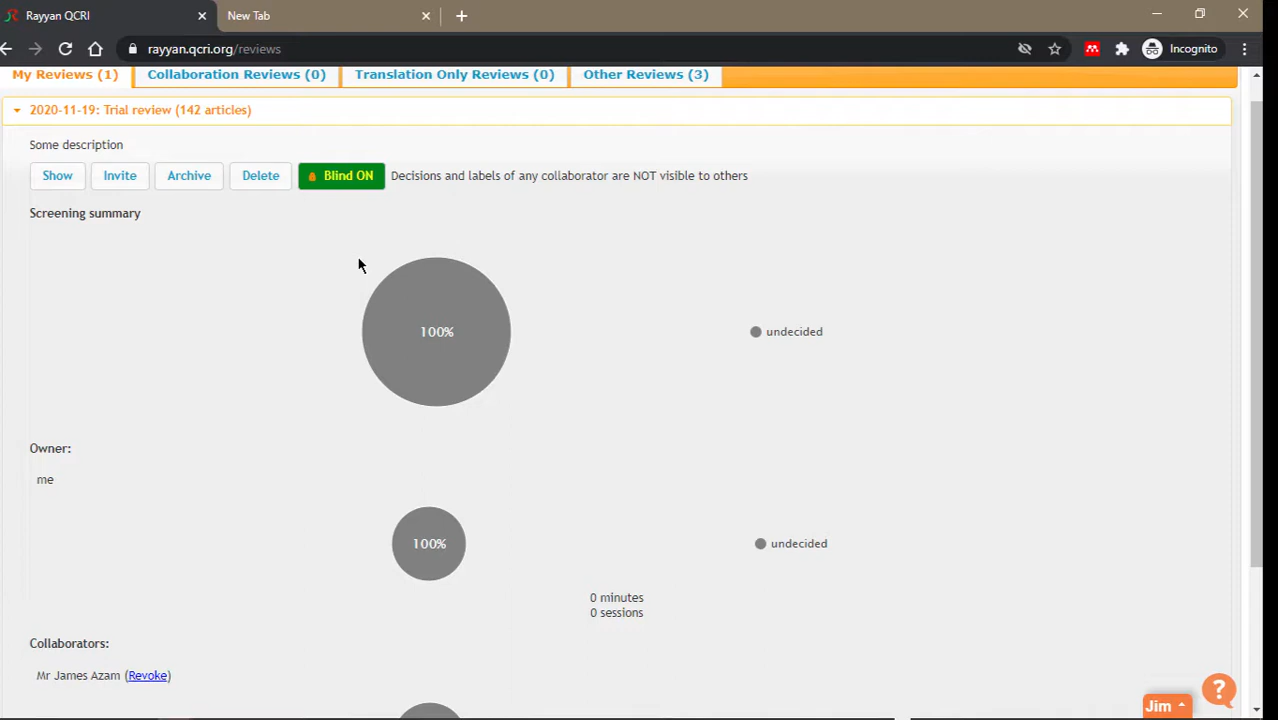 Rayyan QCRI
New Tab
rayyan.qcri.org/reviews
Incognito
My Reviews (1)
Collaboration Reviews (0)
Translation Only Reviews (0)
Other Reviews (3)
2020-11-19: Trial review (142 articles)
Some description
Show
Invite
Archive
Delete
Blind ON
Decisions and labels of any collaborator are NOT visible to others
Screening summary
100%
undecided
Owner:
me
100%
undecided
0 minutes
0 sessions
Collaborators:
Mr James Azam (Revoke)
Jim
?